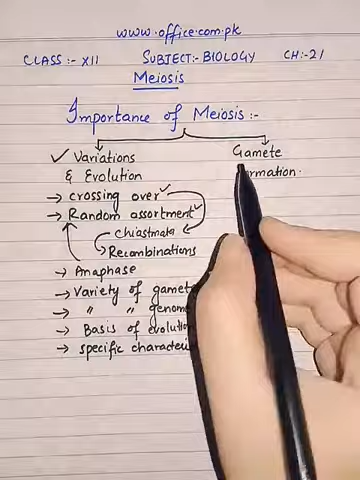 www.office.com.pk
CLASS :- XII SUBJECT:- BIOLOGY CH:-21
Meiosis
Importance of Meiosis :-
✓ Variations
& Evolution
Gamete
→ crossing over ✓
→ Random assortment ✓
Chiasmata
Recombinations
→ Anaphase
→ Variety of
→ " "
→ Basis of
→ specific